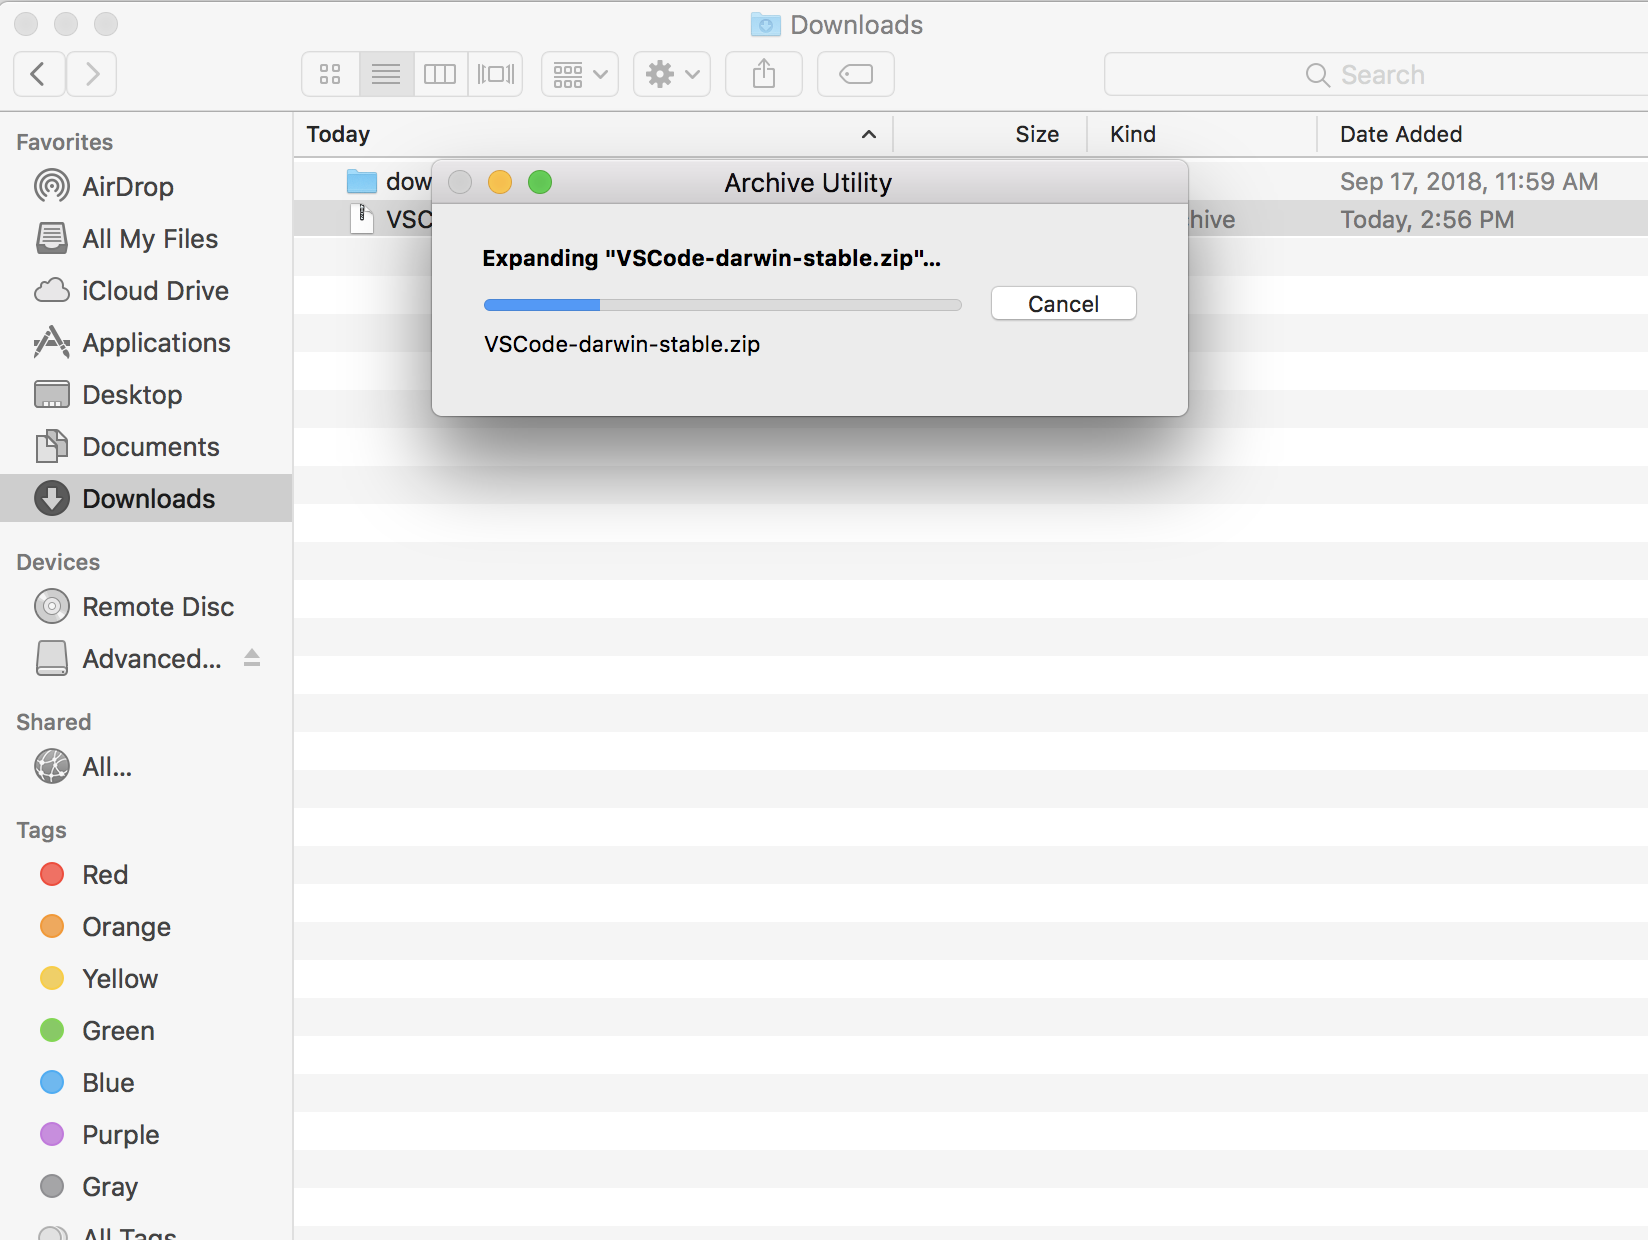 Downloads
Search
Favorites
AirDrop
All My Files
iCloud Drive
Applications
Desktop
Documents
Downloads
Devices
Remote Disc
Advanced...
Shared
All...
Tags
Red
Orange
Yellow
Green
Blue
Purple
Gray
All Tags
Today Size Kind Date Added
dow Sep 17, 2018, 11:59 AM
VSC hive Today, 2:56 PM
Archive Utility
Expanding "VSCode-darwin-stable.zip"...
Cancel
VSCode-darwin-stable.zip